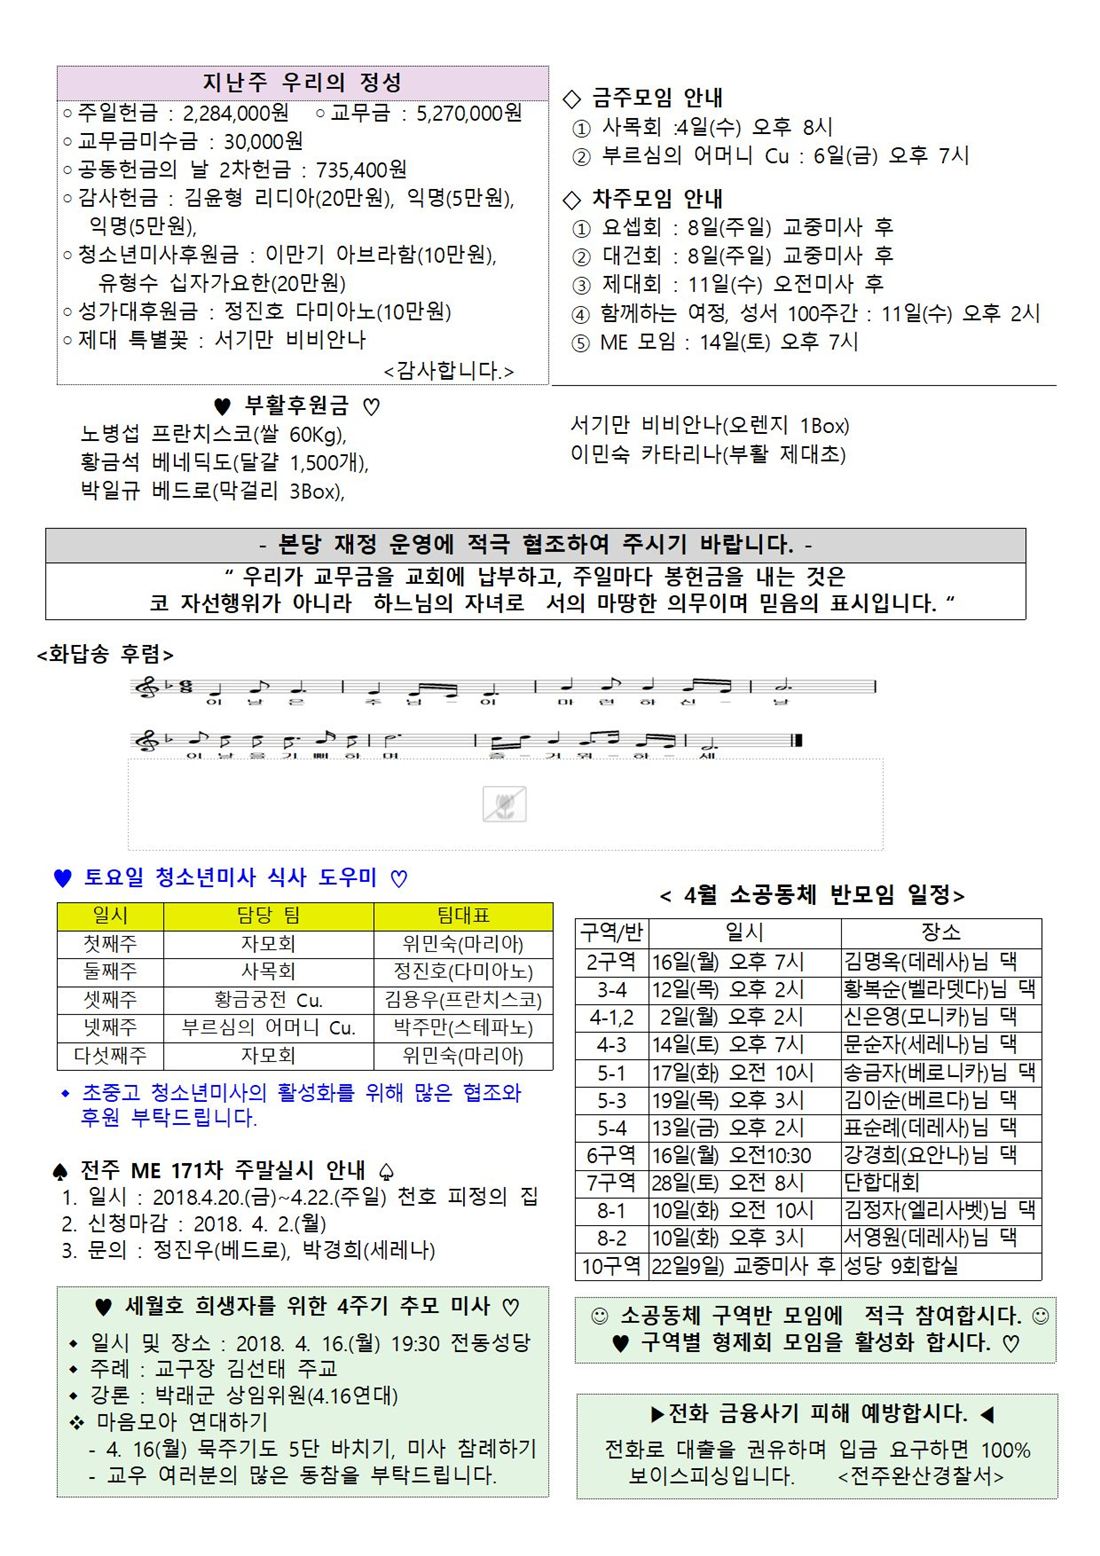 지난주 우리의 정성
○ 주일헌금 : 2,284,000원 ○ 교무금 : 5,270,000원
○ 교무금미수금 : 30,000원
○ 공동헌금의 날 2차헌금 : 735,400원
○ 감사헌금 : 김윤형 리디아(20만원), 익명(5만원),
익명(5만원),
○ 청소년미사후원금 : 이만기 아브라함(10만원),
유형수 십자가요한(20만원)
○ 성가대후원금 : 정진호 다미아노(10만원)
○ 제대 특별꽃 : 서기만 비비안나
<감사합니다.>
◇ 금주모임 안내
① 사목회 :4일(수) 오후 8시
② 부르심의 어머니 Cu : 6일(금) 오후 7시
◇ 차주모임 안내
① 요셉회 : 8일(주일) 교중미사 후
② 대건회 : 8일(주일) 교중미사 후
③ 제대회 : 11일(수) 오전미사 후
④ 함께하는 여정, 성서 100주간 : 11일(수) 오후 2시
⑤ ME 모임 : 14일(토) 오후 7시
♥ 부활후원금 ♡
노병섭 프란치스코(쌀 60Kg),
황금석 베네딕도(달걀 1,500개),
박일규 베드로(막걸리 3Box),
서기만 비비안나(오렌지 1Box)
이민숙 카타리나(부활 제대초)
- 본당 재정 운영에 적극 협조하여 주시기 바랍니다. -
“ 우리가 교무금을 교회에 납부하고, 주일마다 봉헌금을 내는 것은
코 자선행위가 아니라 하느님의 자녀로 서의 마땅한 의무이며 믿음의 표시입니다. “
<화답송 후렴>
♥ 토요일 청소년미사 식사 도우미 ♡
일시 담당 팀 팀대표
첫째주 자모회 위민숙(마리아)
둘째주 사목회 정진호(다미아노)
셋째주 황금궁전 Cu. 김용우(프란치스코)
넷째주 부르심의 어머니 Cu. 박주만(스테파노)
다섯째주 자모회 위민숙(마리아)
◆ 초중고 청소년미사의 활성화를 위해 많은 협조와
후원 부탁드립니다.
♠ 전주 ME 171차 주말실시 안내 ♤
1. 일시 : 2018.4.20.(금)~4.22.(주일) 천호 피정의 집
2. 신청마감 : 2018. 4. 2.(월)
3. 문의 : 정진우(베드로), 박경희(세레나)
♥ 세월호 희생자를 위한 4주기 추모 미사 ♡
◆ 일시 및 장소 : 2018. 4. 16.(월) 19:30 전동성당
◆ 주례 : 교구장 김선태 주교
◆ 강론 : 박래군 상임위원(4.16연대)
❖ 마음모아 연대하기
- 4. 16(월) 묵주기도 5단 바치기, 미사 참례하기
- 교우 여러분의 많은 동참을 부탁드립니다.
< 4월 소공동체 반모임 일정>
구역/반 일시 장소
2구역 16일(월) 오후 7시 김명옥(데레사)님 댁
3-4 12일(목) 오후 2시 황복순(벨라뎃다)님 댁
4-1,2 2일(월) 오후 2시 신은영(모니카)님 댁
4-3 14일(토) 오후 7시 문순자(세레나)님 댁
5-1 17일(화) 오전 10시 송금자(베로니카)님 댁
5-3 19일(목) 오후 3시 김이순(베르다)님 댁
5-4 13일(금) 오후 2시 표순례(데레사)님 댁
6구역 16일(월) 오전10:30 강경희(요안나)님 댁
7구역 28일(토) 오전 8시 단합대회
8-1 10일(화) 오전 10시 김정자(엘리사벳)님 댁
8-2 10일(화) 오후 3시 서영원(데레사)님 댁
10구역 22일9일) 교중미사 후 성당 9회합실
☺ 소공동체 구역반 모임에 적극 참여합시다. ☺
♥ 구역별 형제회 모임을 활성화 합시다. ♡
▶전화 금융사기 피해 예방합시다. ◀
전화로 대출을 권유하며 입금 요구하면 100%
보이스피싱입니다. <전주완산경찰서>